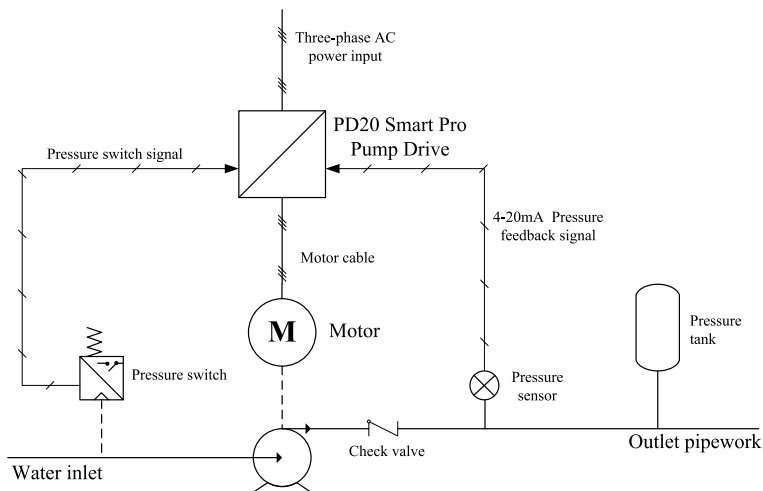 Three-phase AC
power input
PD20 Smart Pro
Pump Drive
Pressure switch signal
4-20mA Pressure
feedback signal
Motor cable
M
Motor
Pressure
tank
Pressure switch
Pressure
sensor
Check valve
Outlet pipework
Water inlet